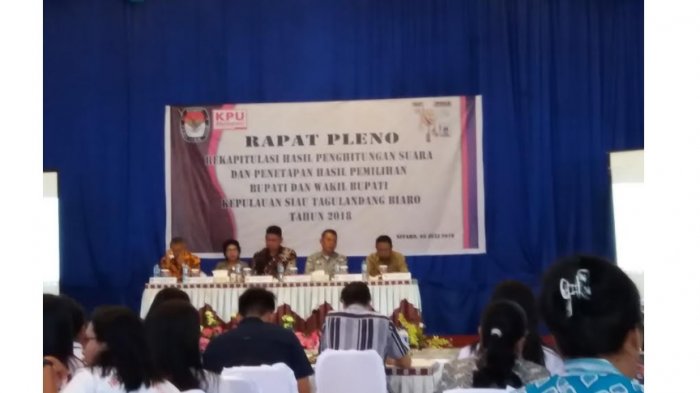 KPU
RAPAT PLENO
REKAPITULASI HASIL PENGHITUNGAN SUARA
DAN PENETAPAN HASIL PEMILIHAN
BUPATI DAN WAKIL BUPATI
KEPULAUAN SIAU TAGULANDANG BIARO
TAHUN 2018